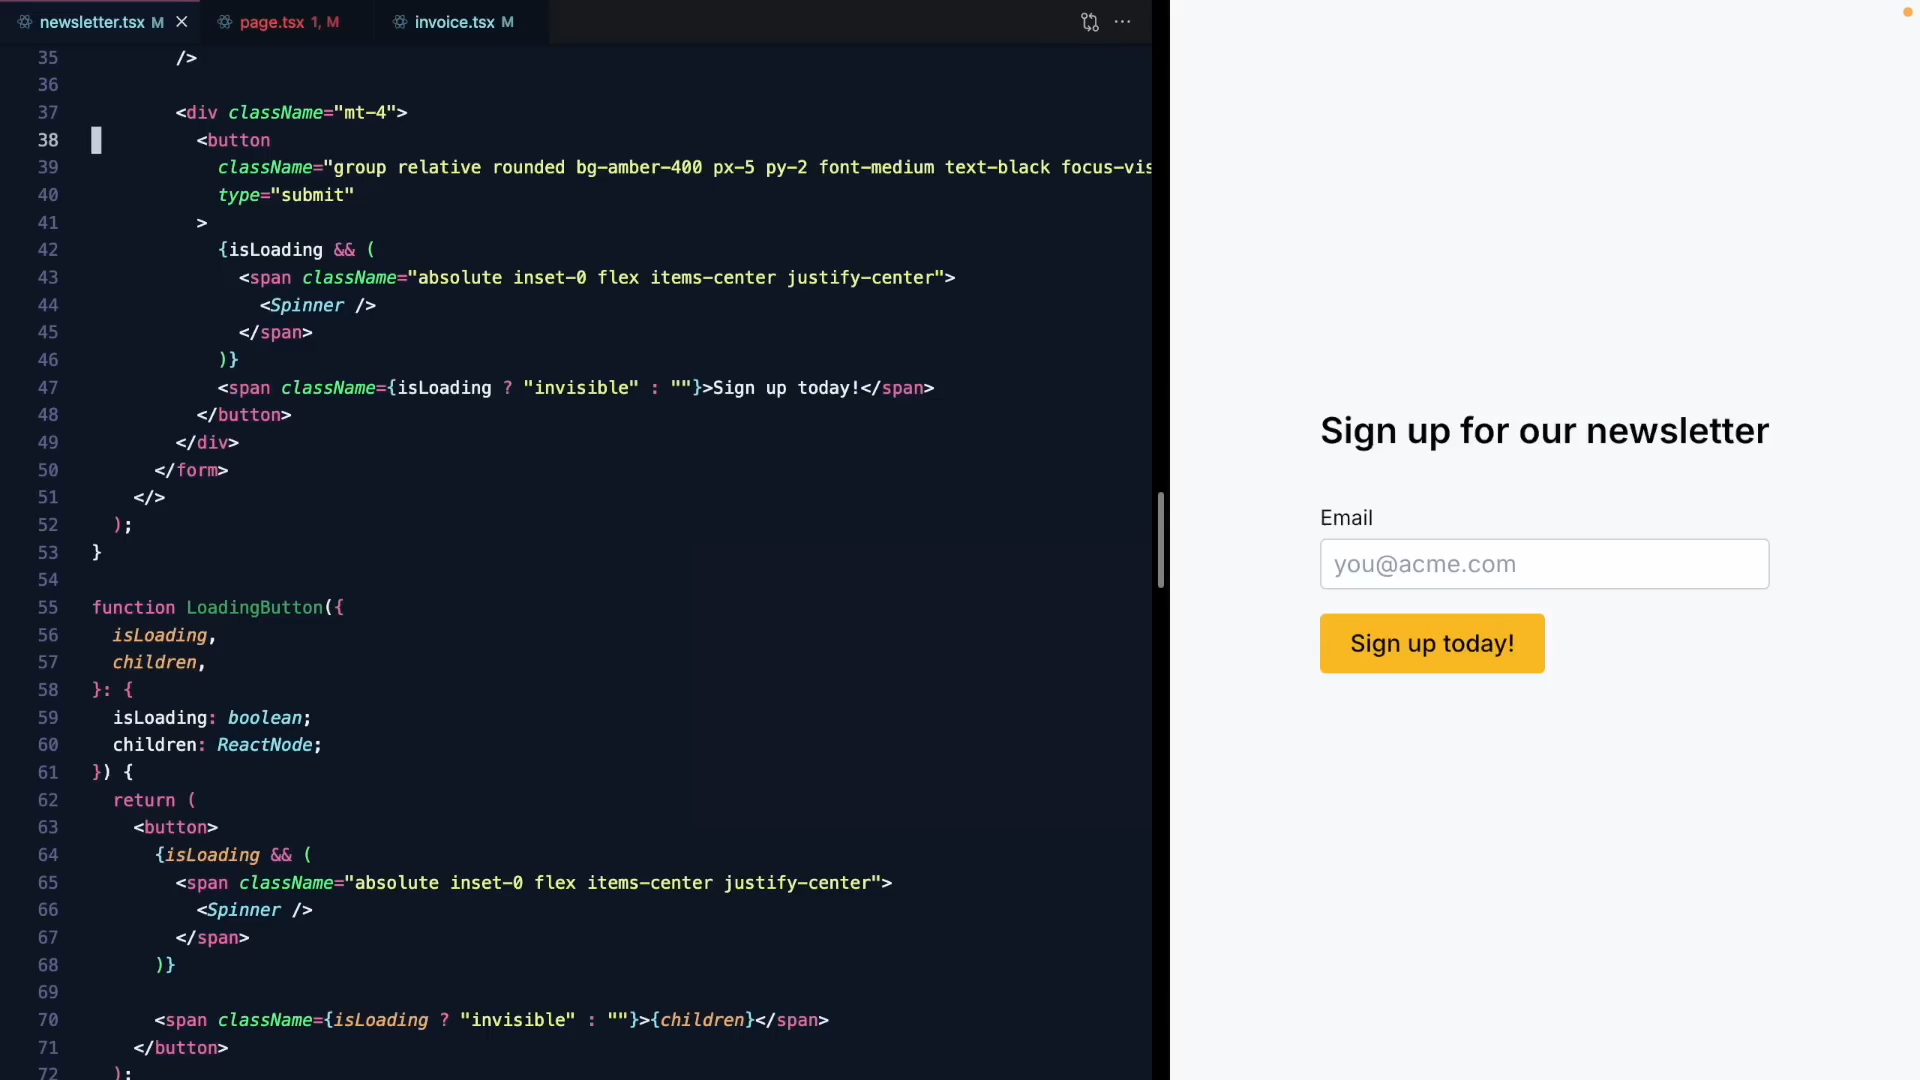 newsletter.tsx M
page.tsx 1, M
invoice.tsx M
35 />
36
37 <div className="mt-4">
38 <button
39 className="group relative rounded bg-amber-400 px-5 py-2 font-medium text-black focus-vis
40 type="submit"
41 >
42 {isLoading && (
43 <span className="absolute inset-0 flex items-center justify-center">
44 <Spinner />
45 </span>
46 )}
47 <span className={isLoading ? "invisible" : ""}>Sign up today!</span>
48 </button>
49 </div>
50 </form>
51 </>
52 );
53 }
54
55 function LoadingButton({
56 isLoading,
57 children,
58 }: {
59 isLoading: boolean;
60 children: ReactNode;
61 }) {
62 return (
63 <button>
64 {isLoading && (
65 <span className="absolute inset-0 flex items-center justify-center">
66 <Spinner />
67 </span>
68 )}
69
70 <span className={isLoading ? "invisible" : ""}>{children}</span>
71 </button>
72 );
Sign up for our newsletter
Email
you@acme.com
Sign up today!